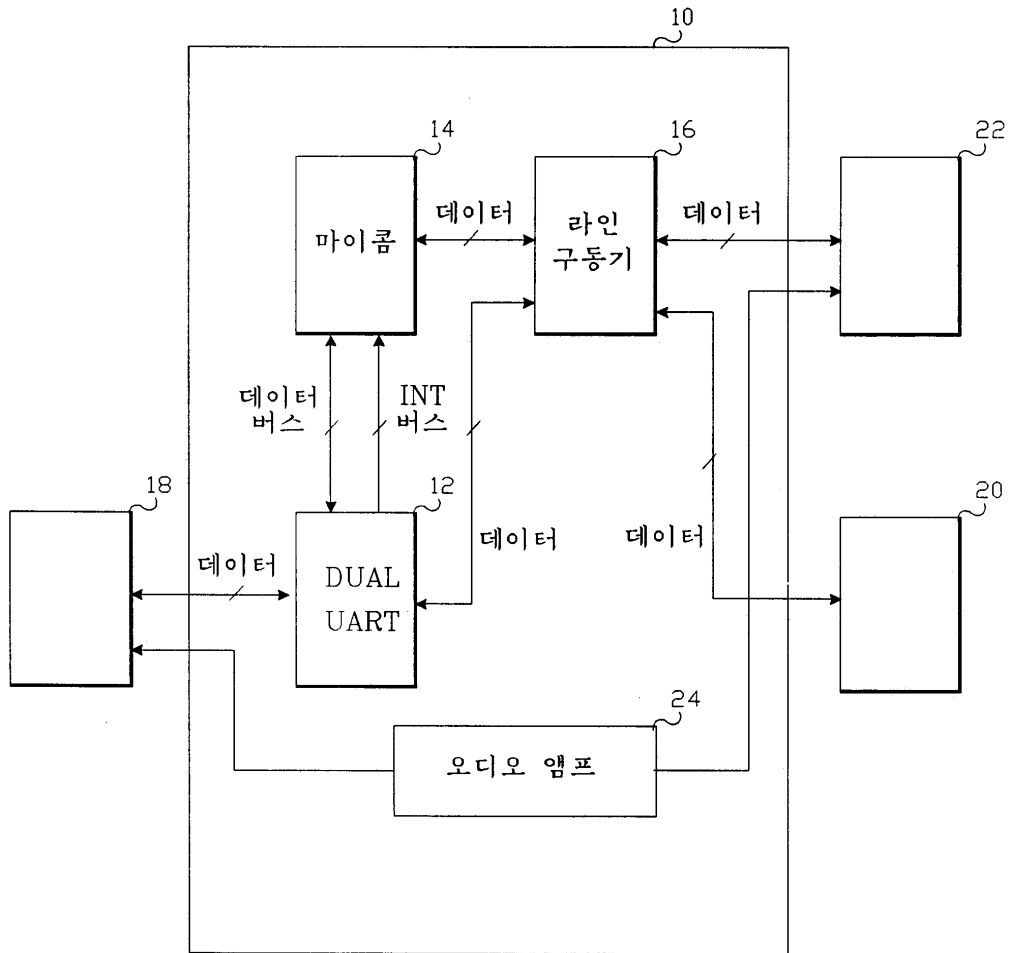 10
14
16
22
마이콤
데이터
라인
구동기
데이터
데이터
버스
INT
버스
18
12
20
데이터
DUAL
UART
데이터
데이터
24
오디오 앰프